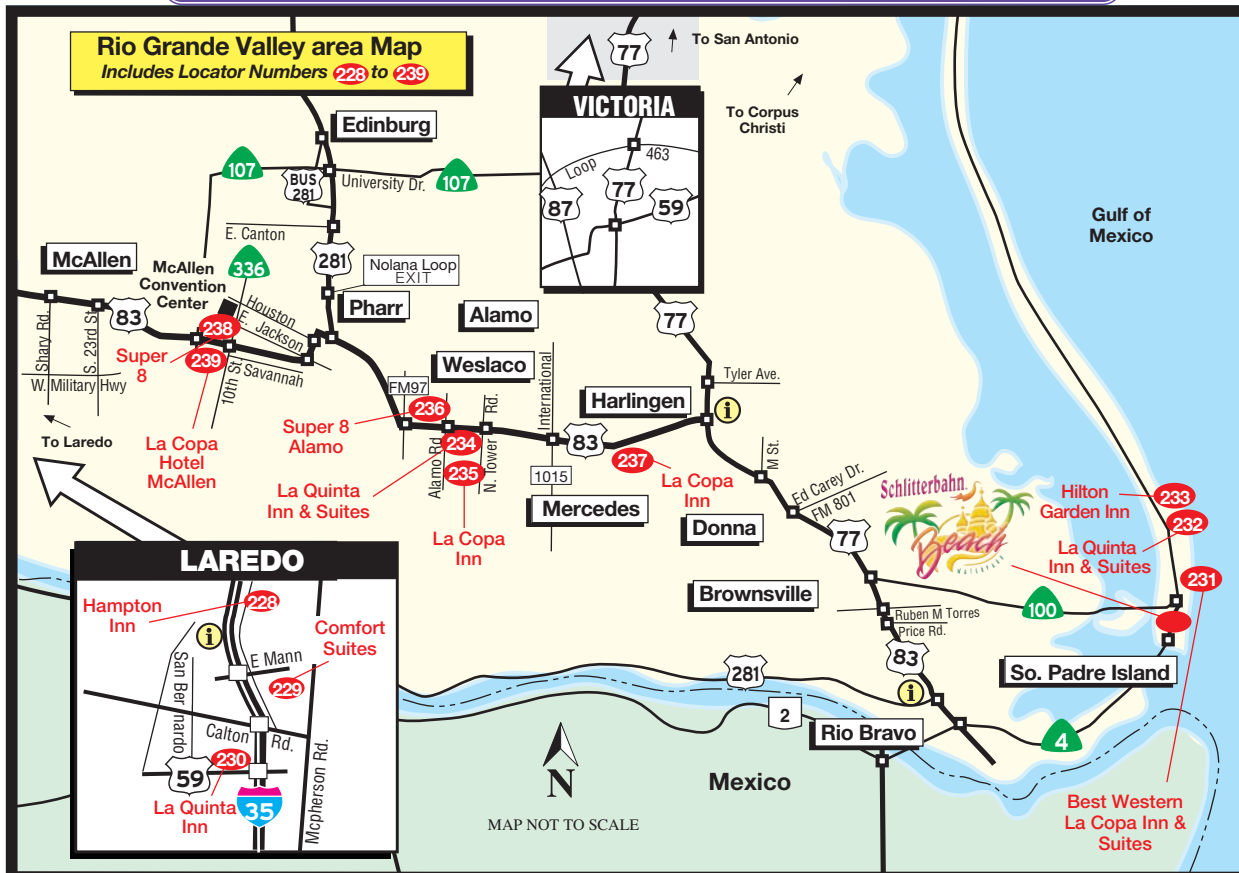 Rio Grande Valley area Map
Includes Locator Numbers 228 to 239
77
To San Antonio
To Corpus
Christi
VICTORIA
Loop
463
77
87
59
Edinburg
107
BUS
281
University Dr.
107
E. Canton
281
Nolana Loop
EXIT
McAllen
McAllen
Convention
Center
336
Houston
E. Jackson
Pharr
Alamo
83
Shary Rd.
S. 23rd St.
238
Super
8
239
10th St.
Savannah
W. Military Hwy
To Laredo
La Copa
Hotel
McAllen
Weslaco
FM97
236
Super 8
Alamo
234
La Quinta
Inn & Suites
235
La Copa
Inn
Alamo Rd
N. Tower Rd.
International
83
1015
Mercedes
77
Tyler Ave.
Harlingen
i
237
La Copa
Inn
M St.
Donna
Ed Carey Dr.
FM 801
77
Schlitterbahn
Beach
WATERPARK
Gulf of
Mexico
Hilton
Garden Inn
233
232
La Quinta
Inn & Suites
231
Brownsville
100
Ruben M Torres
Price Rd.
83
i
So. Padre Island
281
2
Rio Bravo
4
Mexico
Best Western
La Copa Inn &
Suites
N
MAP NOT TO SCALE
LAREDO
Hampton
Inn
228
i
Comfort
Suites
E Mann
229
San Bernardo
Calton Rd.
230
59
La Quinta
Inn
35
Mcpherson Rd.